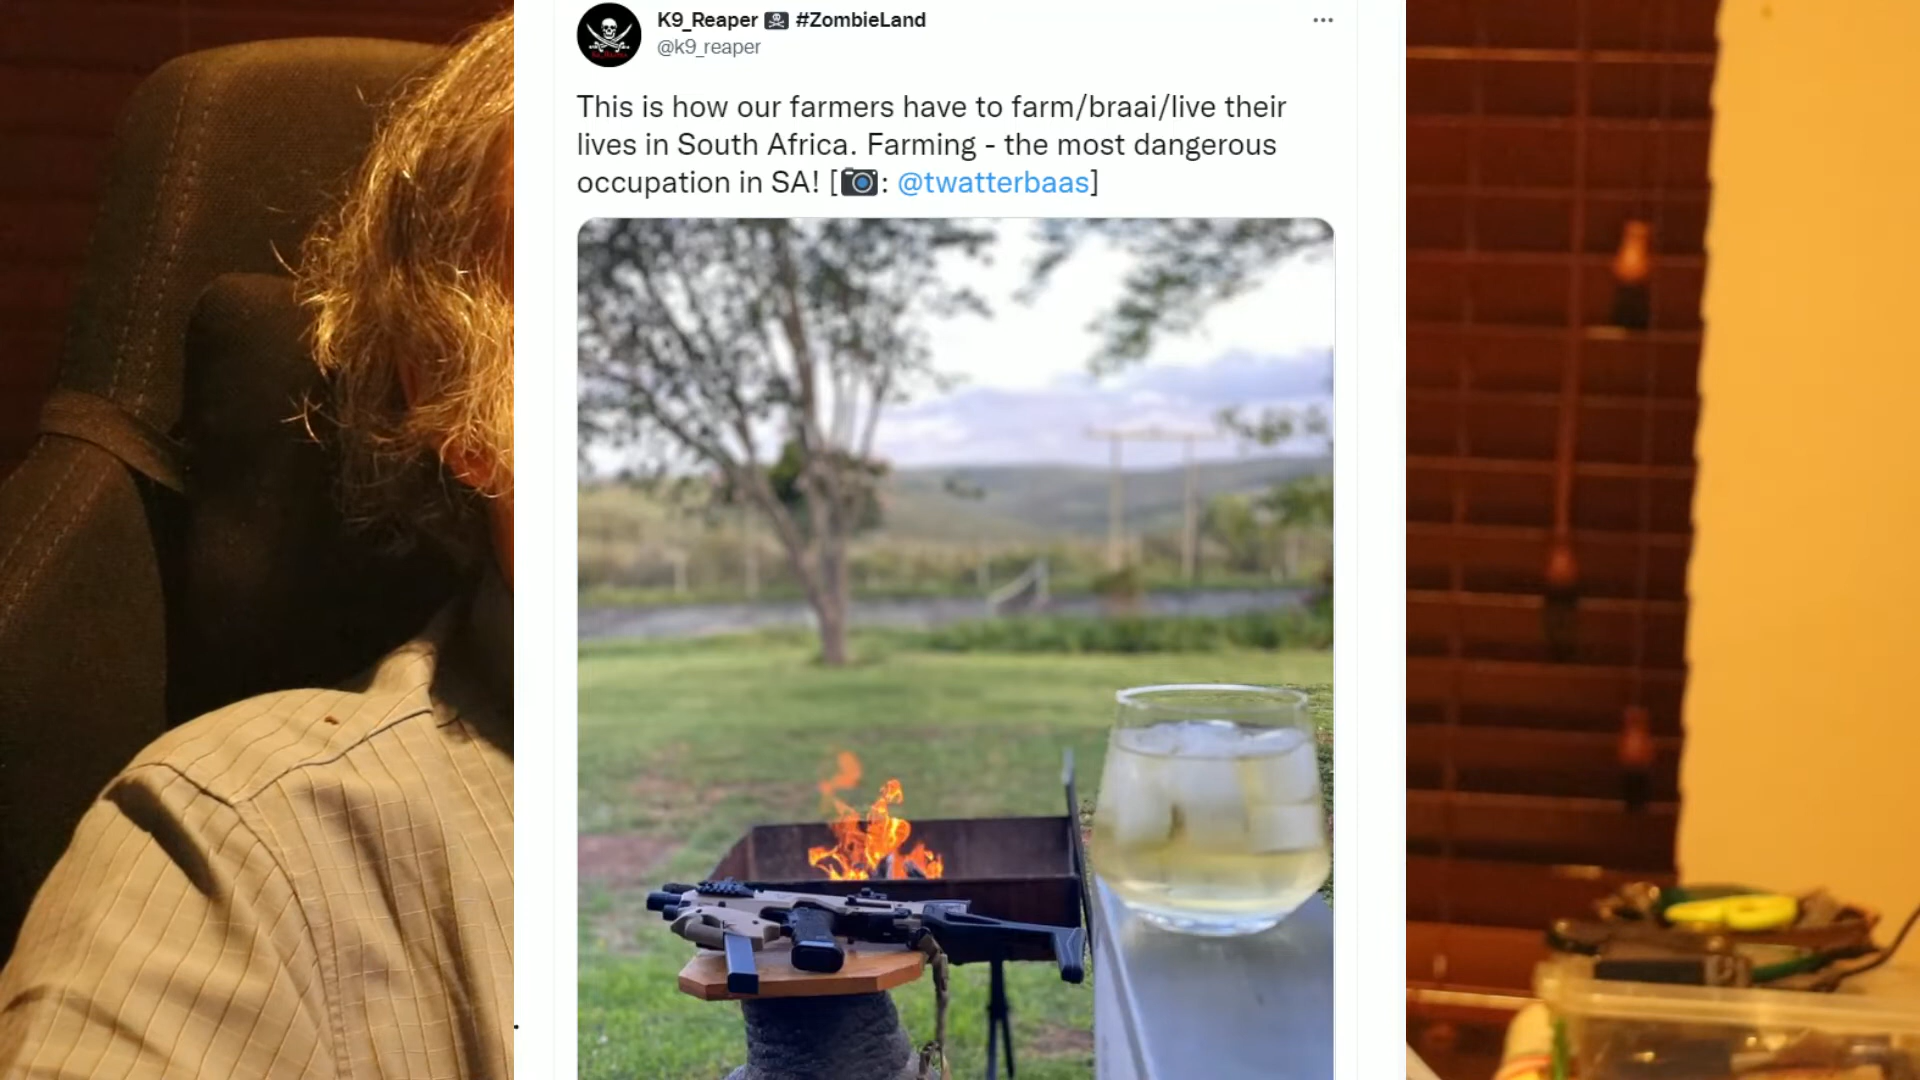 K9_Reaper 🏴‍☠️ #ZombieLand
@k9_reaper
This is how our farmers have to farm/braai/live their
lives in South Africa. Farming - the most dangerous
occupation in SA! [📷: @twatterbaas]